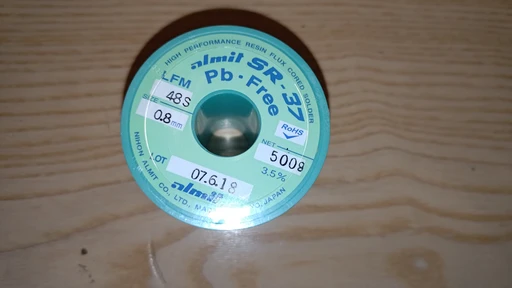 HIGH PERFORMANCE RESIN FLUX CORED SOLDER
almit SR-37
Pb·Free
LFM
48S
SIZE
0.8mm
RoHS
NET
500g
3.5%
LOT
07.6.18
almit
NIHON ALMIT CO., LTD.
JAPAN